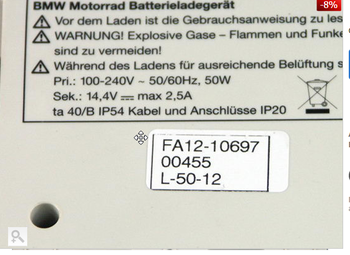 -8%
BMW Motorrad Batterieladegerät
Vor dem Laden ist die Gebrauchsanweisung zu les
WARNUNG! Explosive Gase – Flammen und Funke
sind zu vermeiden!
Während des Ladens für ausreichende Belüftung s
Pri.: 100-240V ~ 50/60Hz, 50W
Sek.: 14,4V max 2,5A
ta 40/B IP54 Kabel und Anschlüsse IP20
FA12-10697
00455
L-50-12